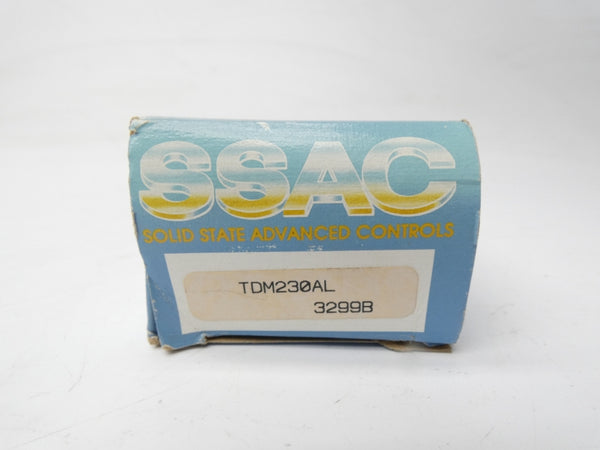 SSAC
SOLID STATE ADVANCED CONTROLS
TDM230AL
3299B